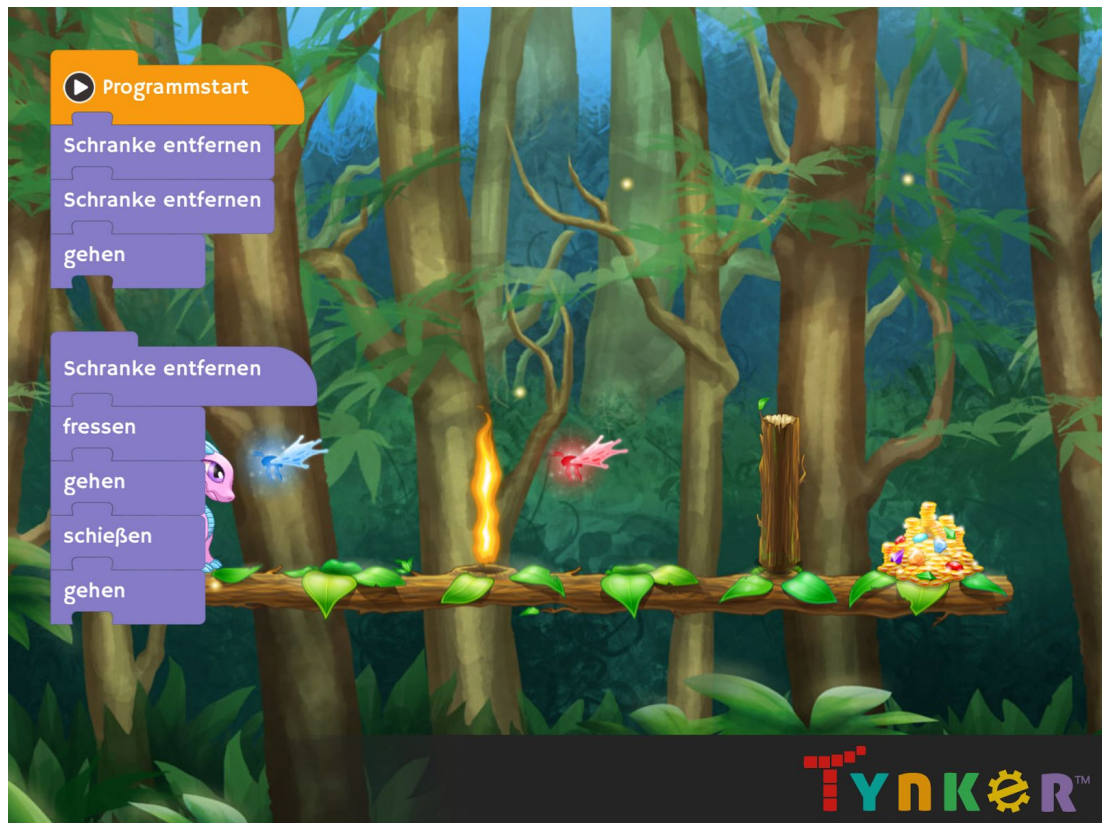 Programmstart
Schranke entfernen
Schranke entfernen
gehen
Schranke entfernen
fressen
gehen
schießen
gehen
TYNKER™